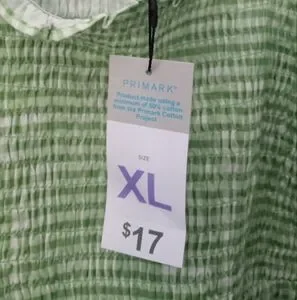 PRIMARK®
Product made using a
minimum of 50% cotton
from the Primark Cotton
Project
SIZE
XL
$17